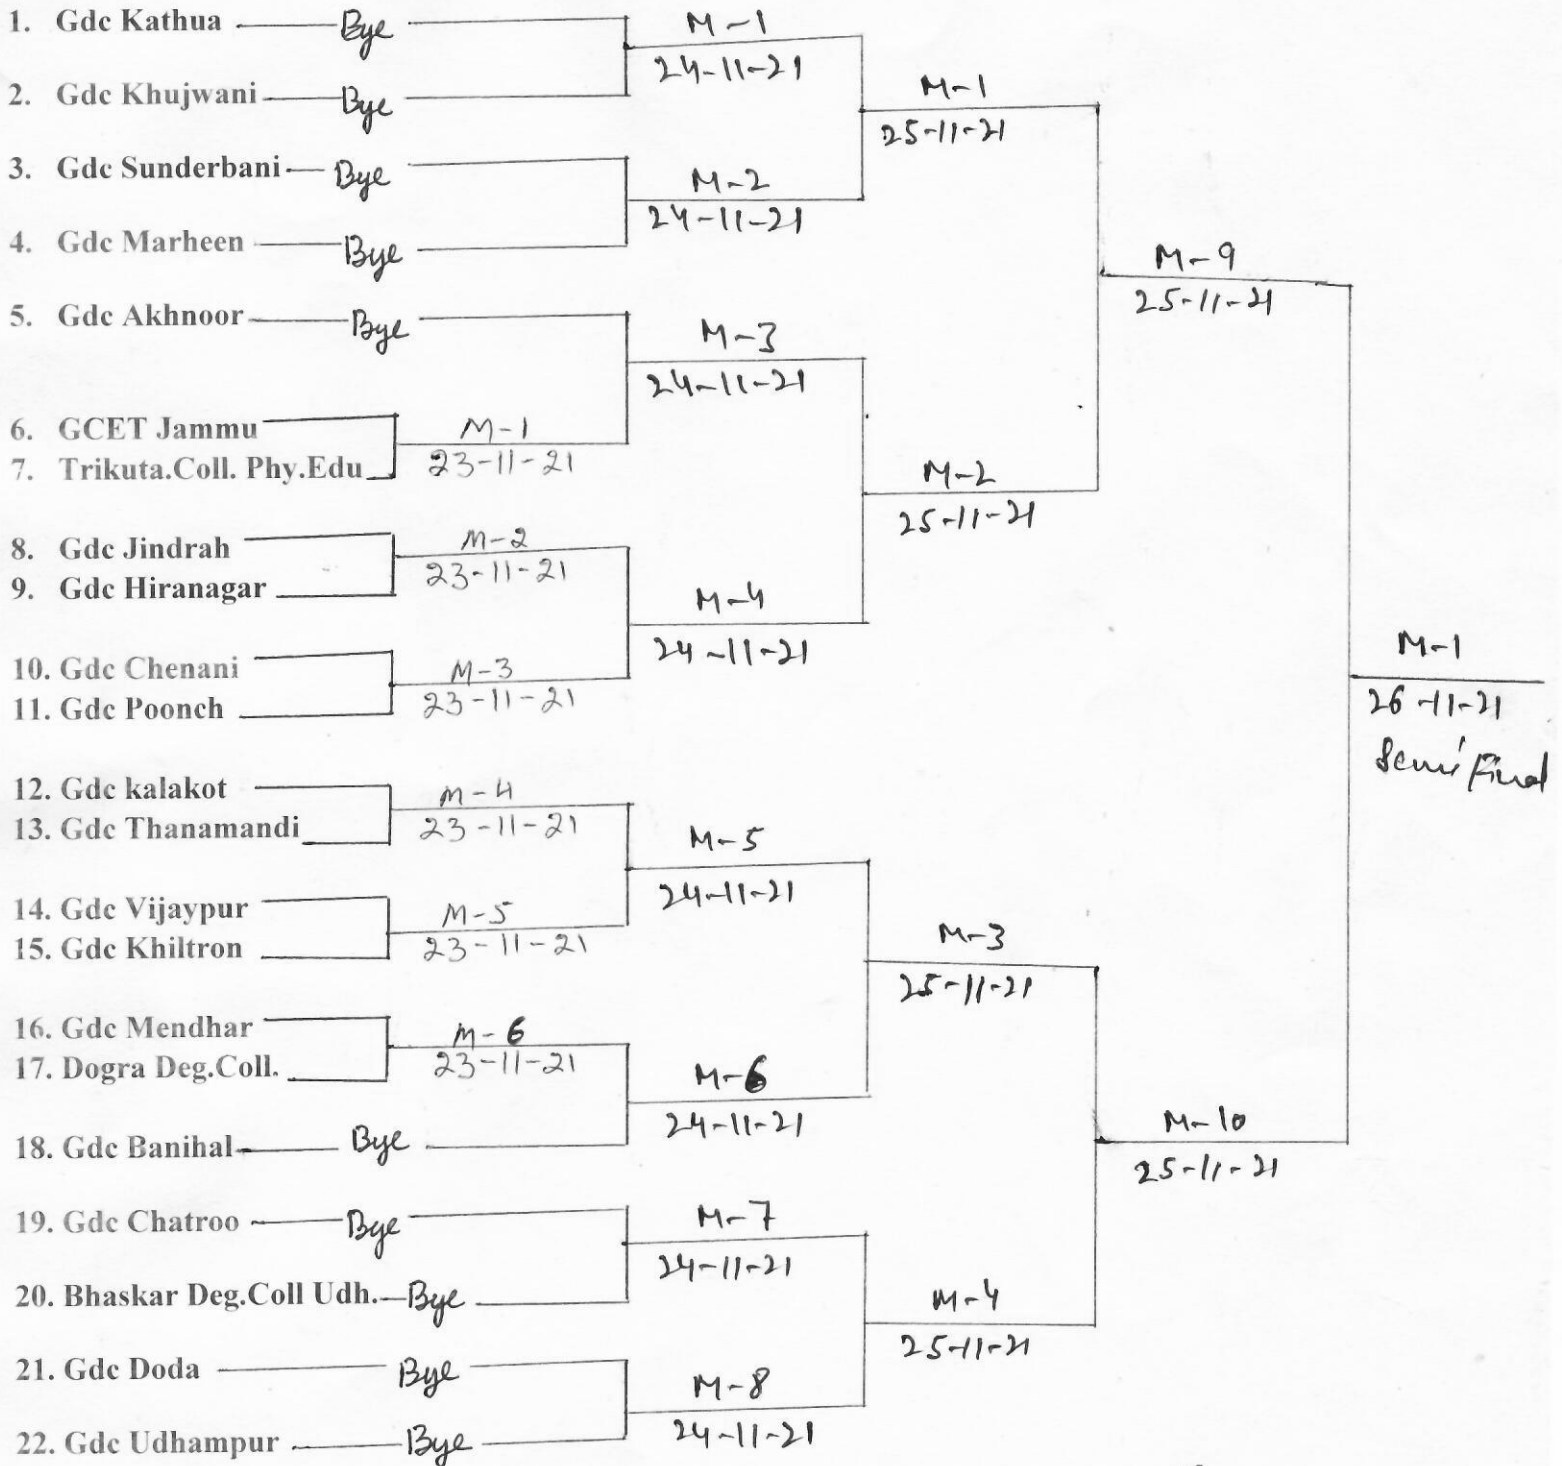 1. Gdc Kathua Bye
M-1
24-11-21
2. Gdc Khujwani Bye
M-1
25-11-21
3. Gdc Sunderbani Bye
M-2
24-11-21
4. Gdc Marheen Bye
M-9
25-11-21
5. Gdc Akhnoor Bye
M-3
24-11-21
6. GCET Jammu
M-1
7. Trikuta.Coll. Phy.Edu
23-11-21
M-2
25-11-21
8. Gdc Jindrah
M-2
23-11-21
9. Gdc Hiranagar
M-4
24-11-21
10. Gdc Chenani
M-3
23-11-21
11. Gdc Poonch
M-1
26-11-21
Semi Final
12. Gdc kalakot
M-4
23-11-21
13. Gdc Thanamandi
M-5
24-11-21
14. Gdc Vijaypur
M-5
23-11-21
15. Gdc Khiltron
M-3
25-11-21
16. Gdc Mendhar
M-6
23-11-21
17. Dogra Deg.Coll.
M-6
24-11-21
18. Gdc Banihal Bye
M-10
25-11-21
19. Gdc Chatroo Bye
M-7
24-11-21
20. Bhaskar Deg.Coll Udh. Bye
M-4
25-11-21
21. Gdc Doda Bye
M-8
24-11-21
22. Gdc Udhampur Bye